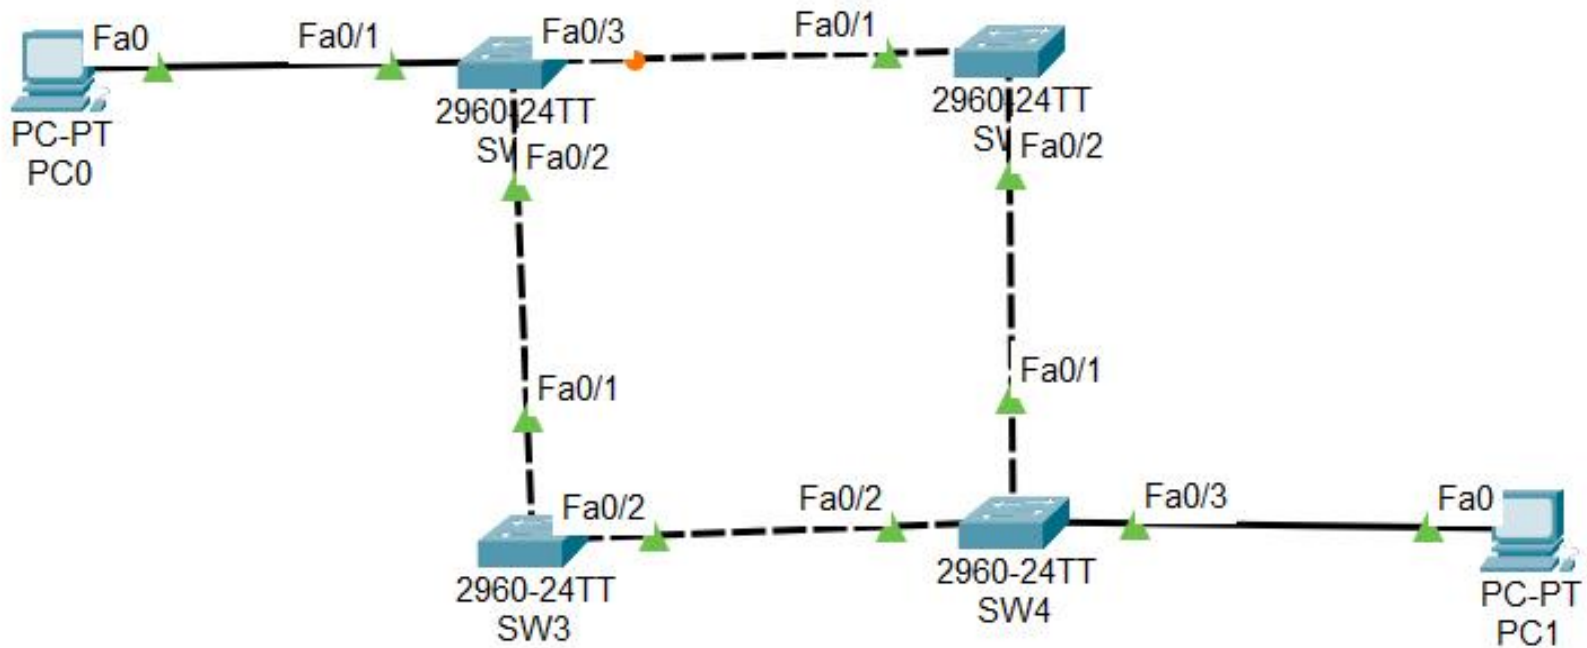 Fa0
Fa0/1
Fa0/3
Fa0/1
PC-PT
PC0
2960-24TT
Fa0/2
2960-24TT
Fa0/2
Fa0/1
Fa0/1
Fa0/2
Fa0/2
Fa0/3
Fa0
2960-24TT
SW3
2960-24TT
SW4
PC-PT
PC1